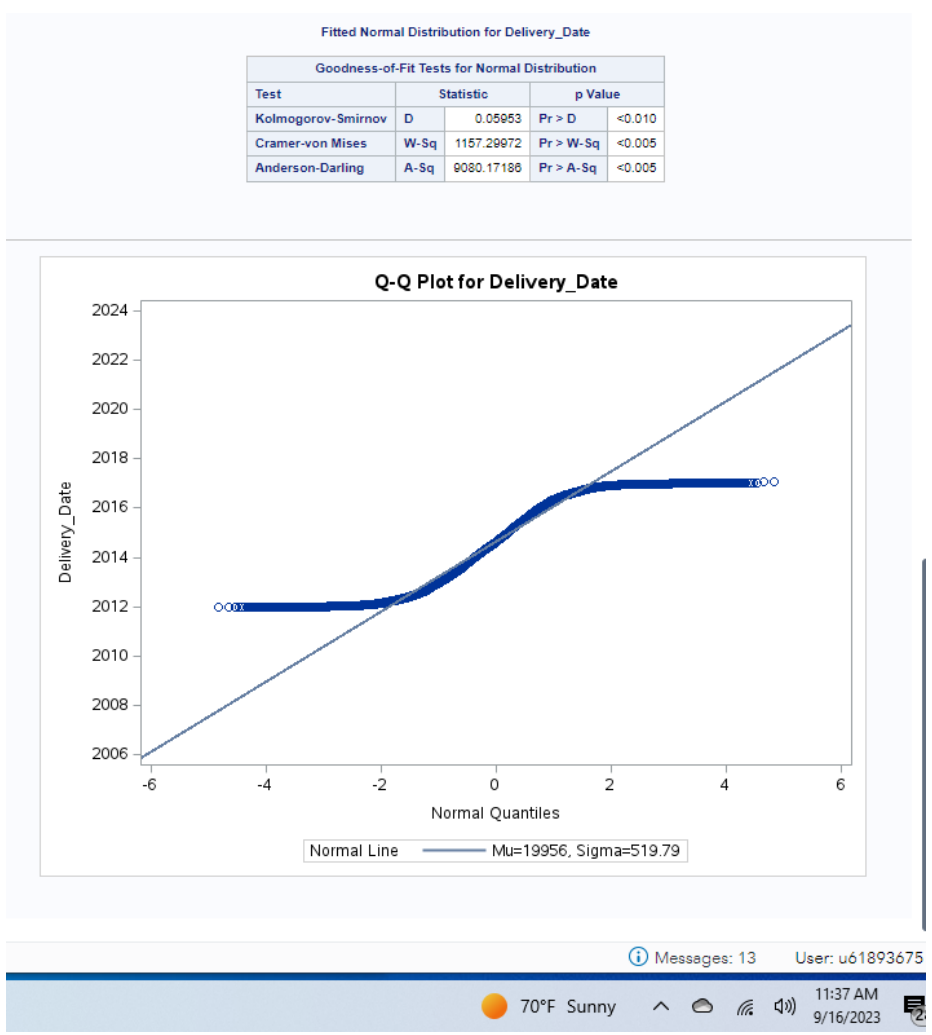 Fitted Normal Distribution for Delivery_Date
Goodness-of-Fit Tests for Normal Distribution
Test Statistic p Value
Kolmogorov-Smirnov D 0.05953 Pr > D <0.010
Cramer-von Mises W-Sq 1157.29972 Pr > W-Sq <0.005
Anderson-Darling A-Sq 9080.17186 Pr > A-Sq <0.005
Q-Q Plot for Delivery_Date
2024
2022
2020
2018
2016
2014
2012
2010
2008
2006
Delivery_Date
-6 -4 -2 0 2 4 6
Normal Quantiles
Normal Line Mu=19956, Sigma=519.79
Messages: 13 User: u61893675
70°F Sunny 11:37 AM
9/16/2023